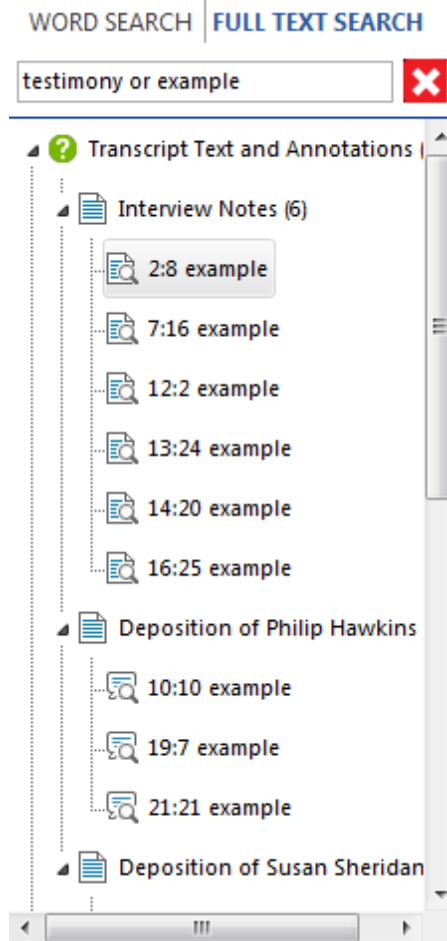 WORD SEARCH FULL TEXT SEARCH
testimony or example
Transcript Text and Annotations (
Interview Notes (6)
2:8 example
7:16 example
12:2 example
13:24 example
14:20 example
16:25 example
Deposition of Philip Hawkins
10:10 example
19:7 example
21:21 example
Deposition of Susan Sheridan